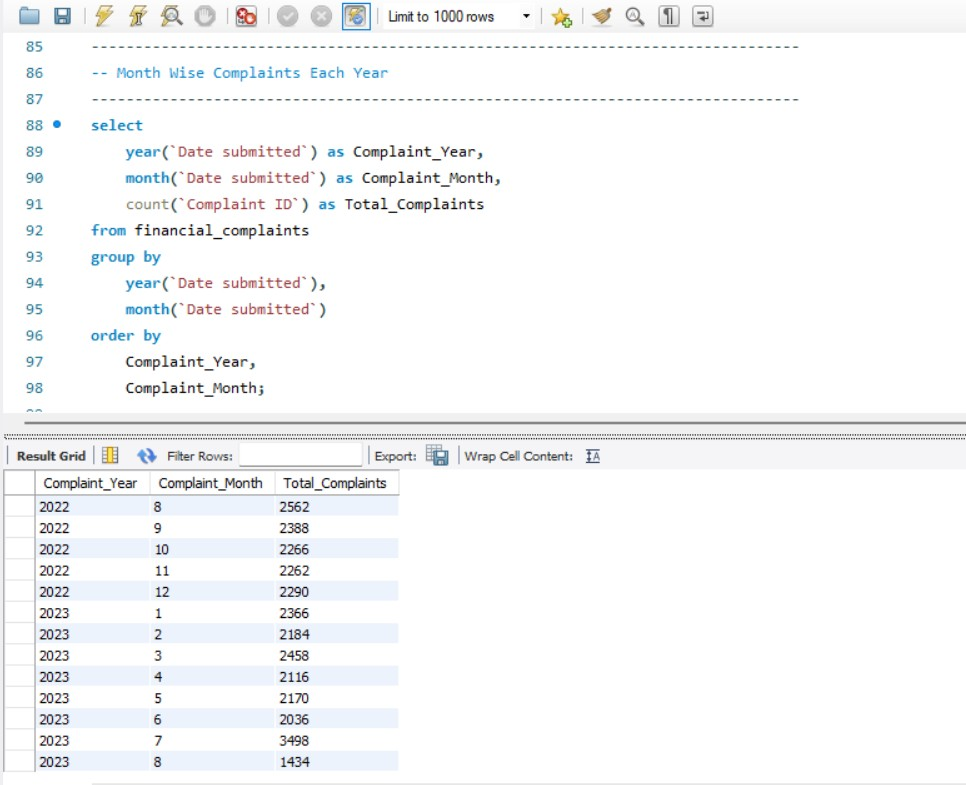 Limit to 1000 rows
85 --------------------------------------------------------------------------------
86 -- Month Wise Complaints Each Year
87 --------------------------------------------------------------------------------
88 select
89 year(`Date submitted`) as Complaint_Year,
90 month(`Date submitted`) as Complaint_Month,
91 count(`Complaint ID`) as Total_Complaints
92 from financial_complaints
93 group by
94 year(`Date submitted`),
95 month(`Date submitted`)
96 order by
97 Complaint_Year,
98 Complaint_Month;
Result Grid Filter Rows: Export: Wrap Cell Content:
Complaint_Year Complaint_Month Total_Complaints
2022 8 2562
2022 9 2388
2022 10 2266
2022 11 2262
2022 12 2290
2023 1 2366
2023 2 2184
2023 3 2458
2023 4 2116
2023 5 2170
2023 6 2036
2023 7 3498
2023 8 1434